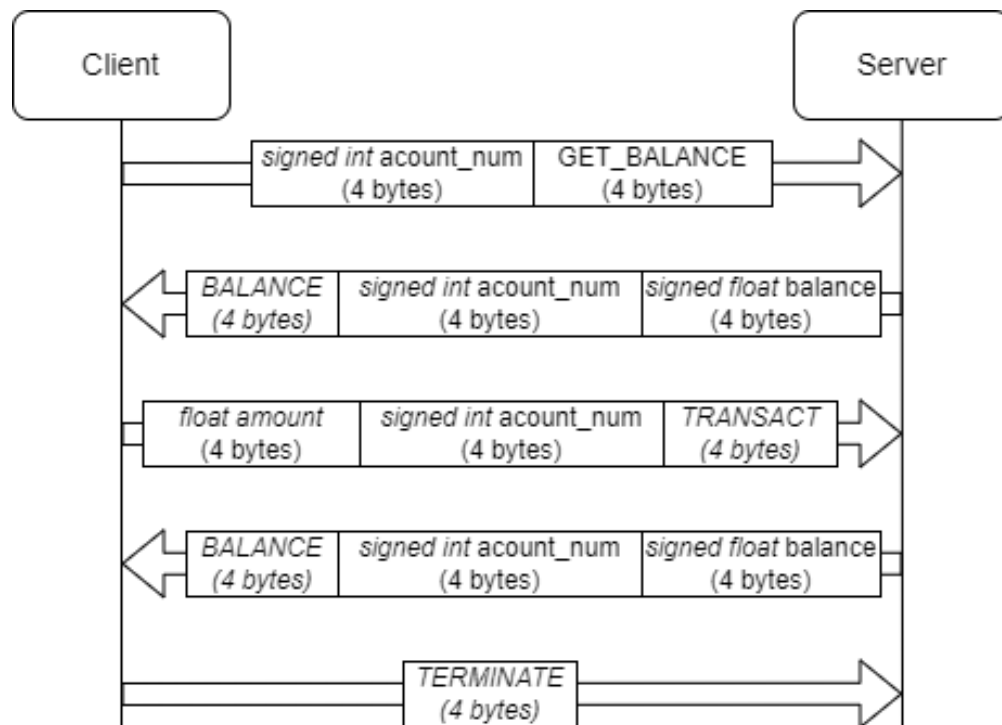 Client
Server
signed int acount_num
(4 bytes)
GET_BALANCE
(4 bytes)
BALANCE
(4 bytes)
signed int acount_num
(4 bytes)
signed float balance
(4 bytes)
float amount
(4 bytes)
signed int acount_num
(4 bytes)
TRANSACT
(4 bytes)
BALANCE
(4 bytes)
signed int acount_num
(4 bytes)
signed float balance
(4 bytes)
TERMINATE
(4 bytes)